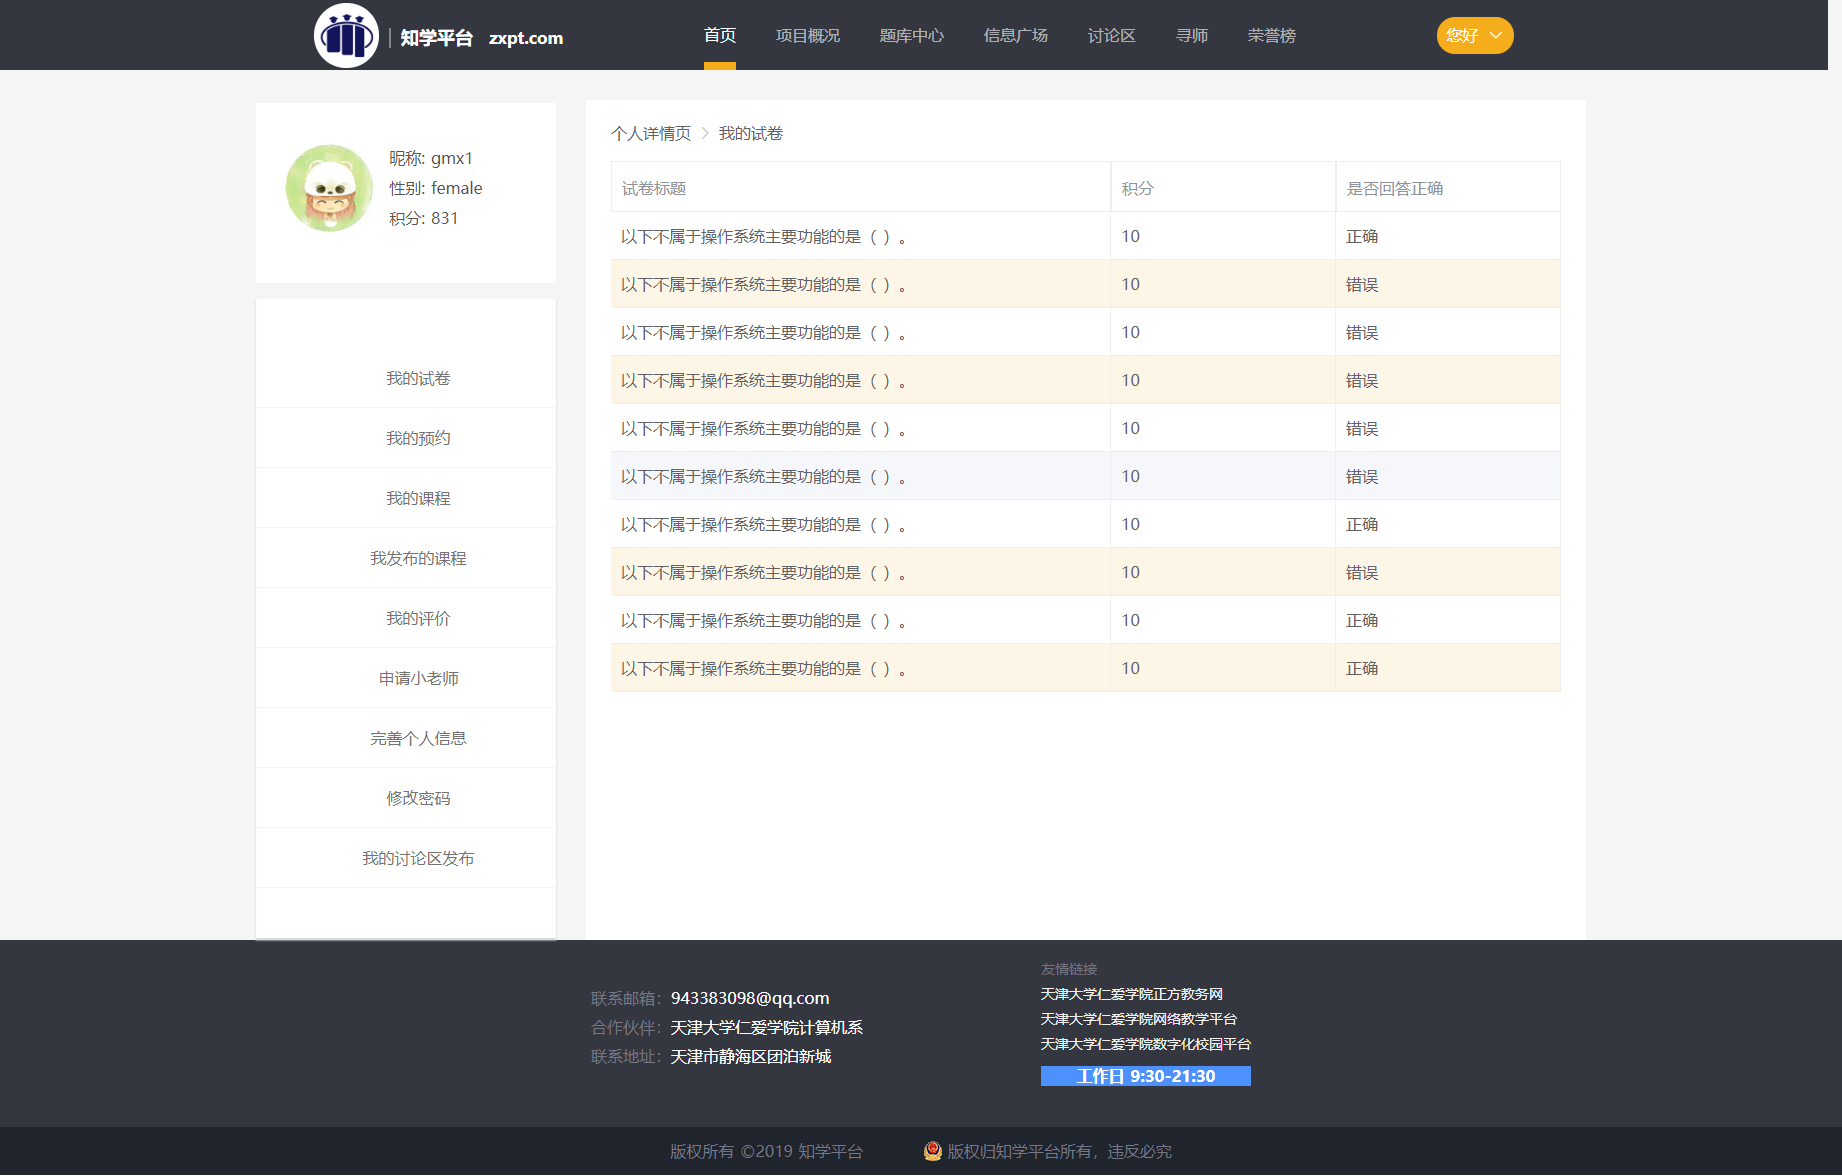 知学平台 zxpt.com
首页 项目概况 题库中心 信息广场 讨论区 寻师 荣誉榜
您好
昵称: gmx1
性别: female
积分: 831
我的试卷
我的预约
我的课程
我发布的课程
我的评价
申请小老师
完善个人信息
修改密码
我的讨论区发布
个人详情页 > 我的试卷
试卷标题 积分 是否回答正确
以下不属于操作系统主要功能的是（ ）。 10 正确
以下不属于操作系统主要功能的是（ ）。 10 错误
以下不属于操作系统主要功能的是（ ）。 10 错误
以下不属于操作系统主要功能的是（ ）。 10 错误
以下不属于操作系统主要功能的是（ ）。 10 错误
以下不属于操作系统主要功能的是（ ）。 10 错误
以下不属于操作系统主要功能的是（ ）。 10 正确
以下不属于操作系统主要功能的是（ ）。 10 错误
以下不属于操作系统主要功能的是（ ）。 10 正确
以下不属于操作系统主要功能的是（ ）。 10 正确
联系邮箱：943383098@qq.com
合作伙伴：天津大学仁爱学院计算机系
联系地址：天津市静海区团泊新城
友情链接
天津大学仁爱学院正方教务网
天津大学仁爱学院网络教学平台
天津大学仁爱学院数字化校园平台
工作日 9:30-21:30
版权所有 ©2019 知学平台
版权归知学平台所有，违反必究